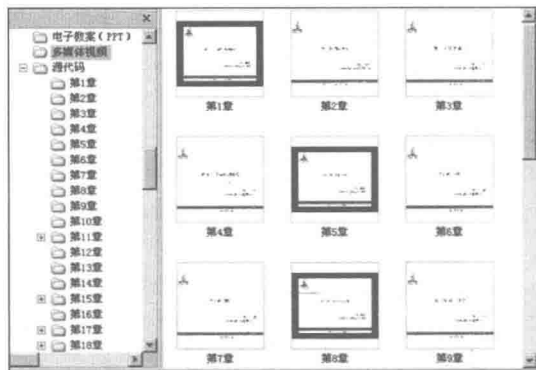 电子教案（PPT）
多媒体视频
源代码
第1章
第2章
第3章
第4章
第5章
第6章
第7章
第8章
第9章
第10章
第11章
第12章
第13章
第14章
第15章
第16章
第17章
第18章
第1章 第2章 第3章
第4章 第5章 第6章
第7章 第8章 第9章